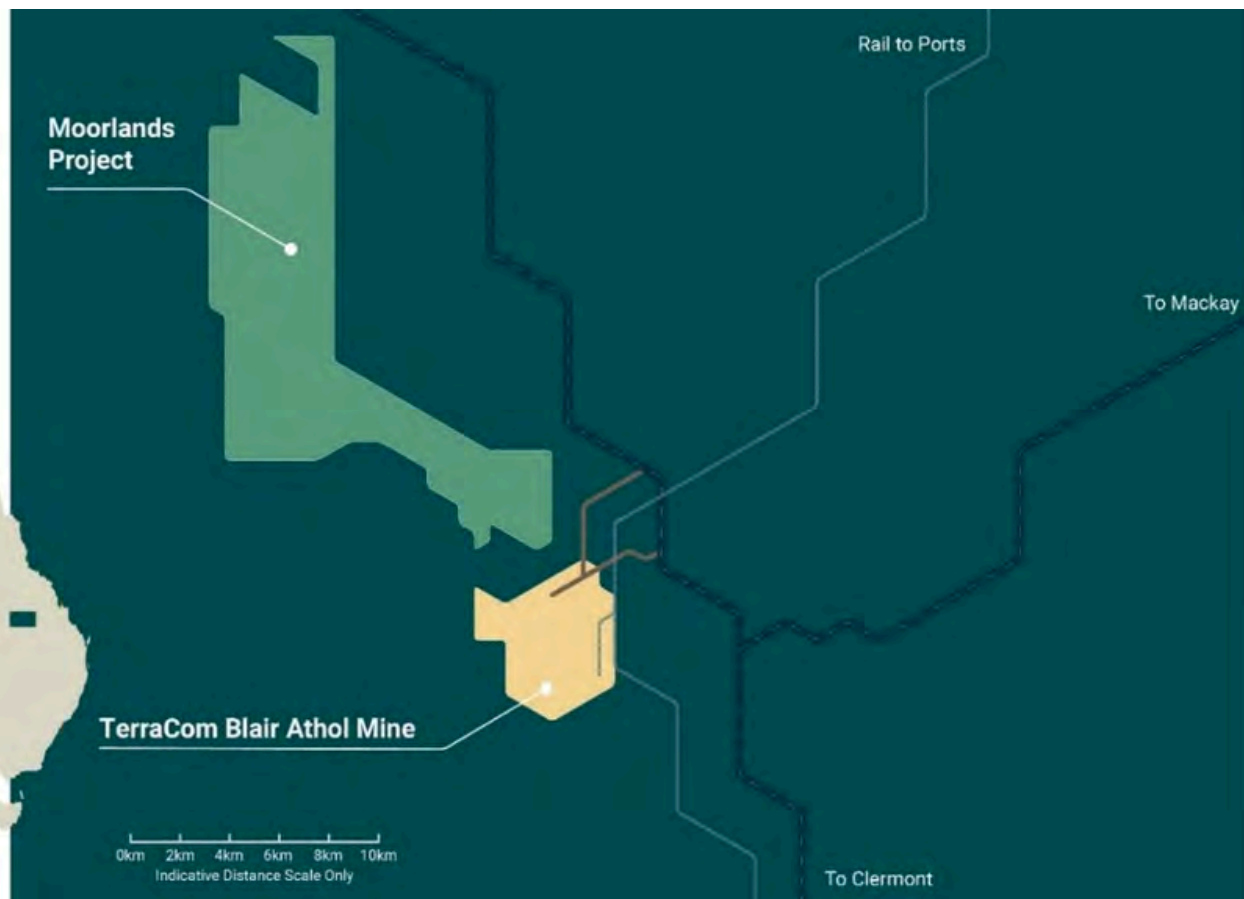 Rail to Ports
Moorlands
Project
To Mackay
TerraCom Blair Athol Mine
0km 2km 4km 6km 8km 10km
Indicative Distance Scale Only
To Clermont